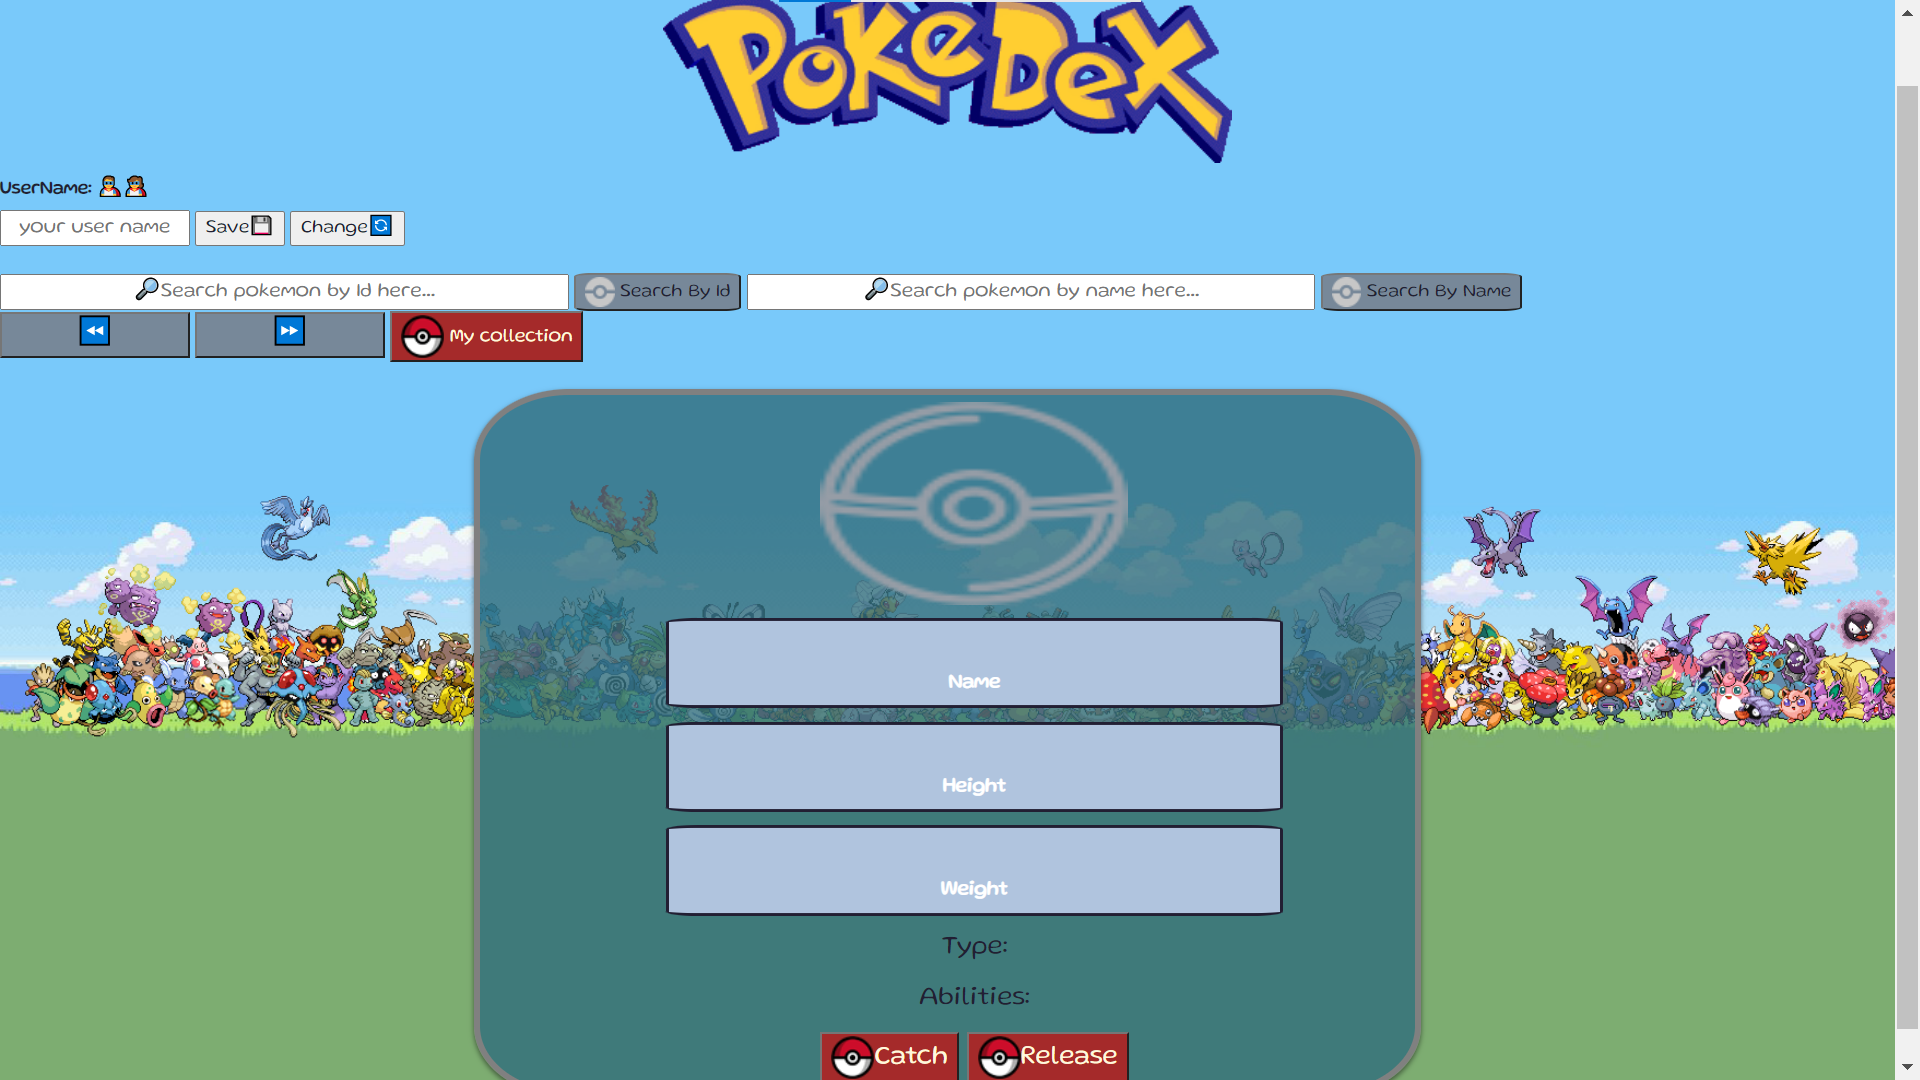 PoKeDex
UserName:
your user name Save Change
Search pokemon by Id here... Search By Id Search pokemon by name here... Search By Name
My collection
Name
Height
Weight
Type:
Abilities:
Catch Release